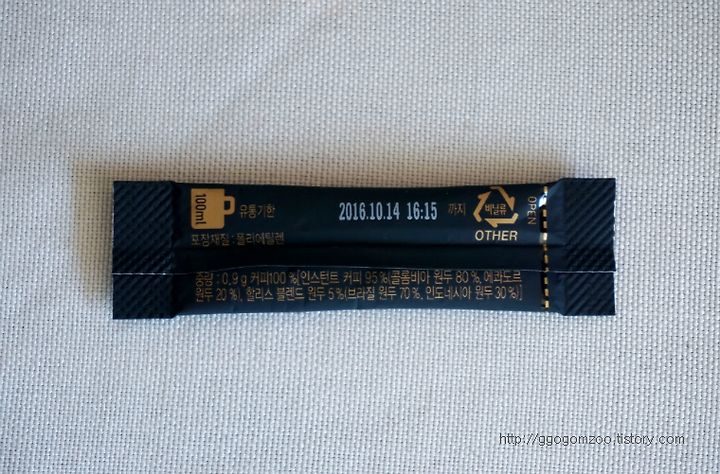 100ml
유통기한 2016.10.14 16:15 까지
비닐류
OTHER
OPEN
포장재질 : 폴리에틸렌
중량 : 0.9 g 커피100 %[인스턴트 커피 95 %(콜롬비아 원두 80 %, 에콰도르
원두 20 %), 할리스 블렌드 원두 5 %(브라질 원두 70 %, 인도네시아 원두 30 %)]
http://ggogomzoo.tistory.com